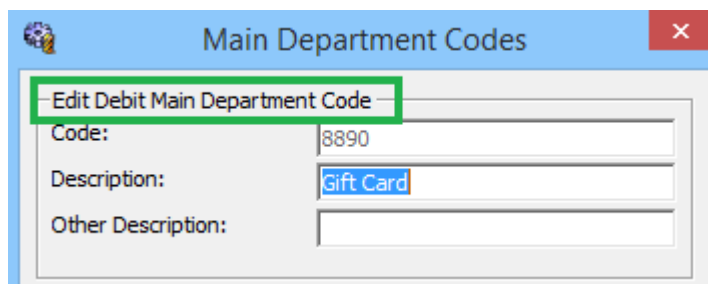 Main Department Codes
Edit Debit Main Department Code
Code: 8890
Description: Gift Card
Other Description: